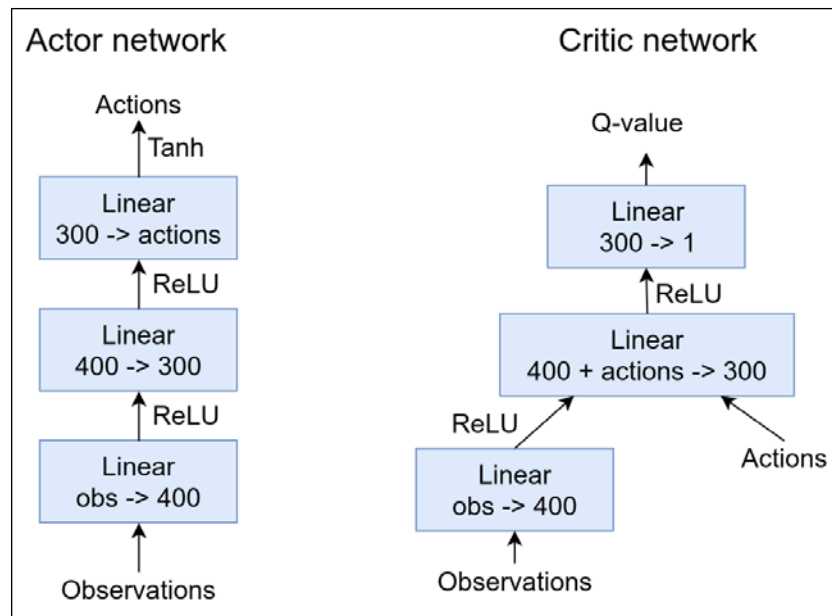 Actor network
Actions
Tanh
Linear
300 -> actions
ReLU
Linear
400 -> 300
ReLU
Linear
obs -> 400
Observations
Critic network
Q-value
Linear
300 -> 1
ReLU
Linear
400 + actions -> 300
ReLU
Actions
Linear
obs -> 400
Observations